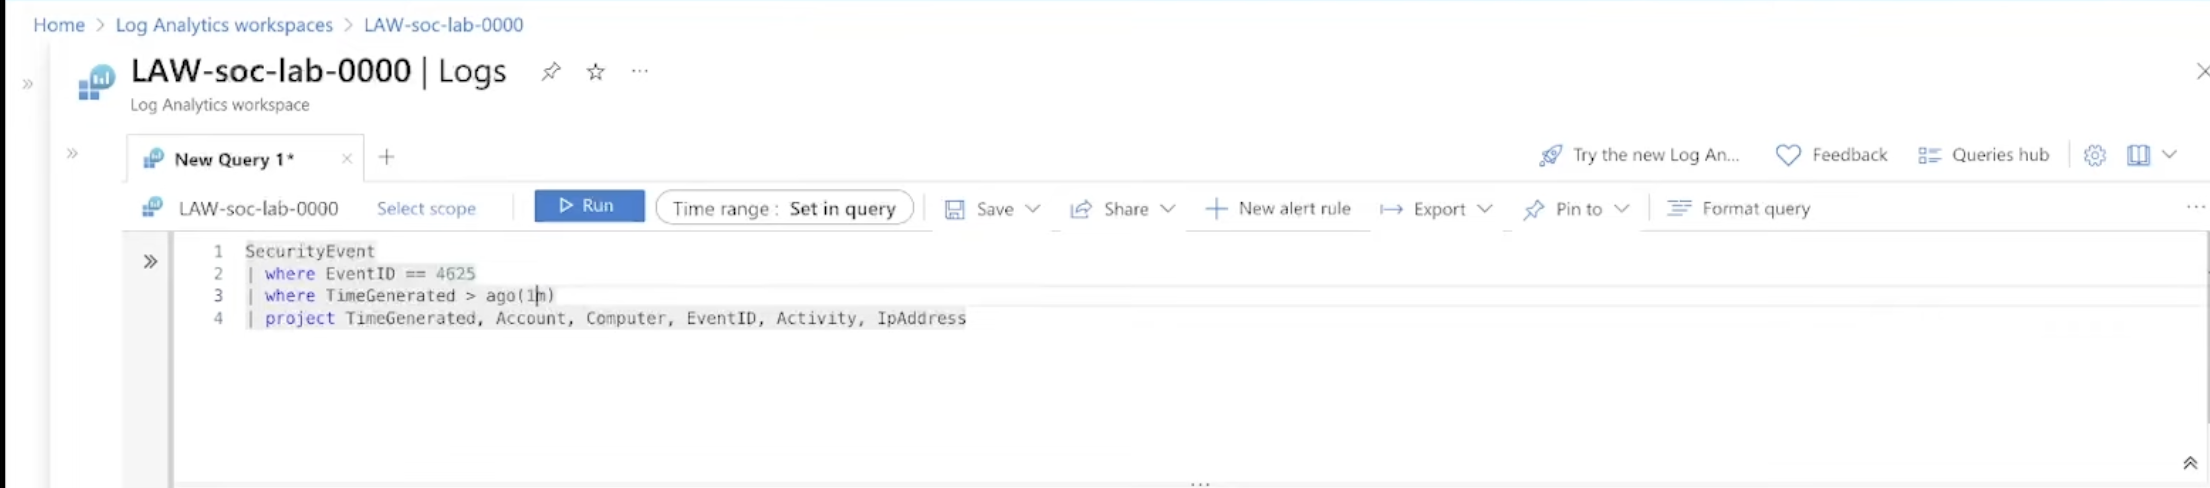 Home > Log Analytics workspaces > LAW-soc-lab-0000
LAW-soc-lab-0000 | Logs
Log Analytics workspace
New Query 1*
Try the new Log An...
Feedback
Queries hub
LAW-soc-lab-0000
Select scope
Run
Time range : Set in query
Save
Share
New alert rule
Export
Pin to
Format query
1 SecurityEvent
2 | where EventID == 4625
3 | where TimeGenerated > ago(1m)
4 | project TimeGenerated, Account, Computer, EventID, Activity, IpAddress